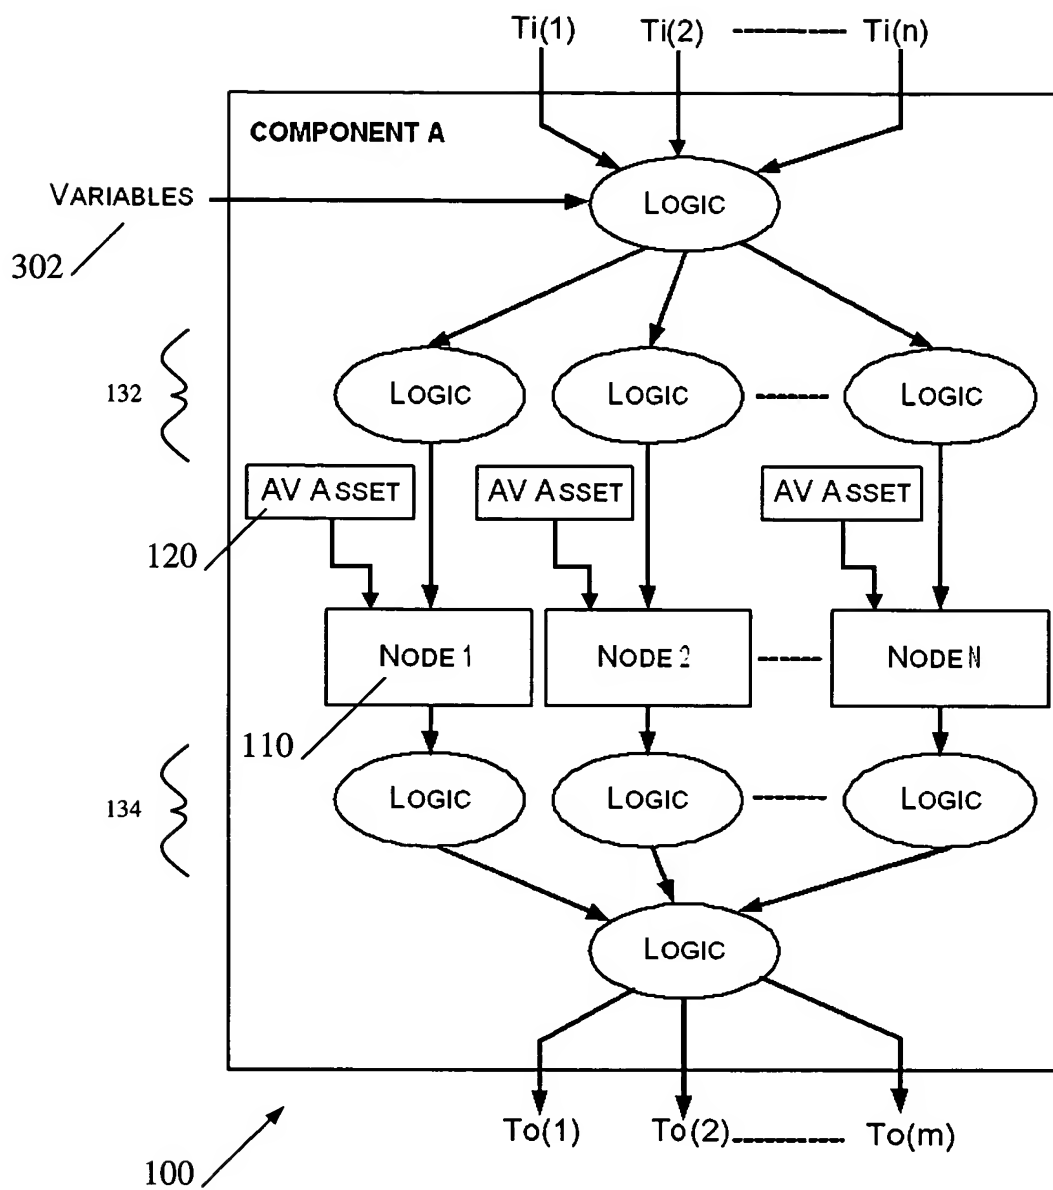 Ti(1) Ti(2) Ti(n)
COMPONENT A
VARIABLES LOGIC
302
132 LOGIC LOGIC LOGIC
AV ASSET AV ASSET AV ASSET
120
NODE 1 NODE 2 NODE N
110
134 LOGIC LOGIC LOGIC
LOGIC
To(1) To(2) To(m)
100